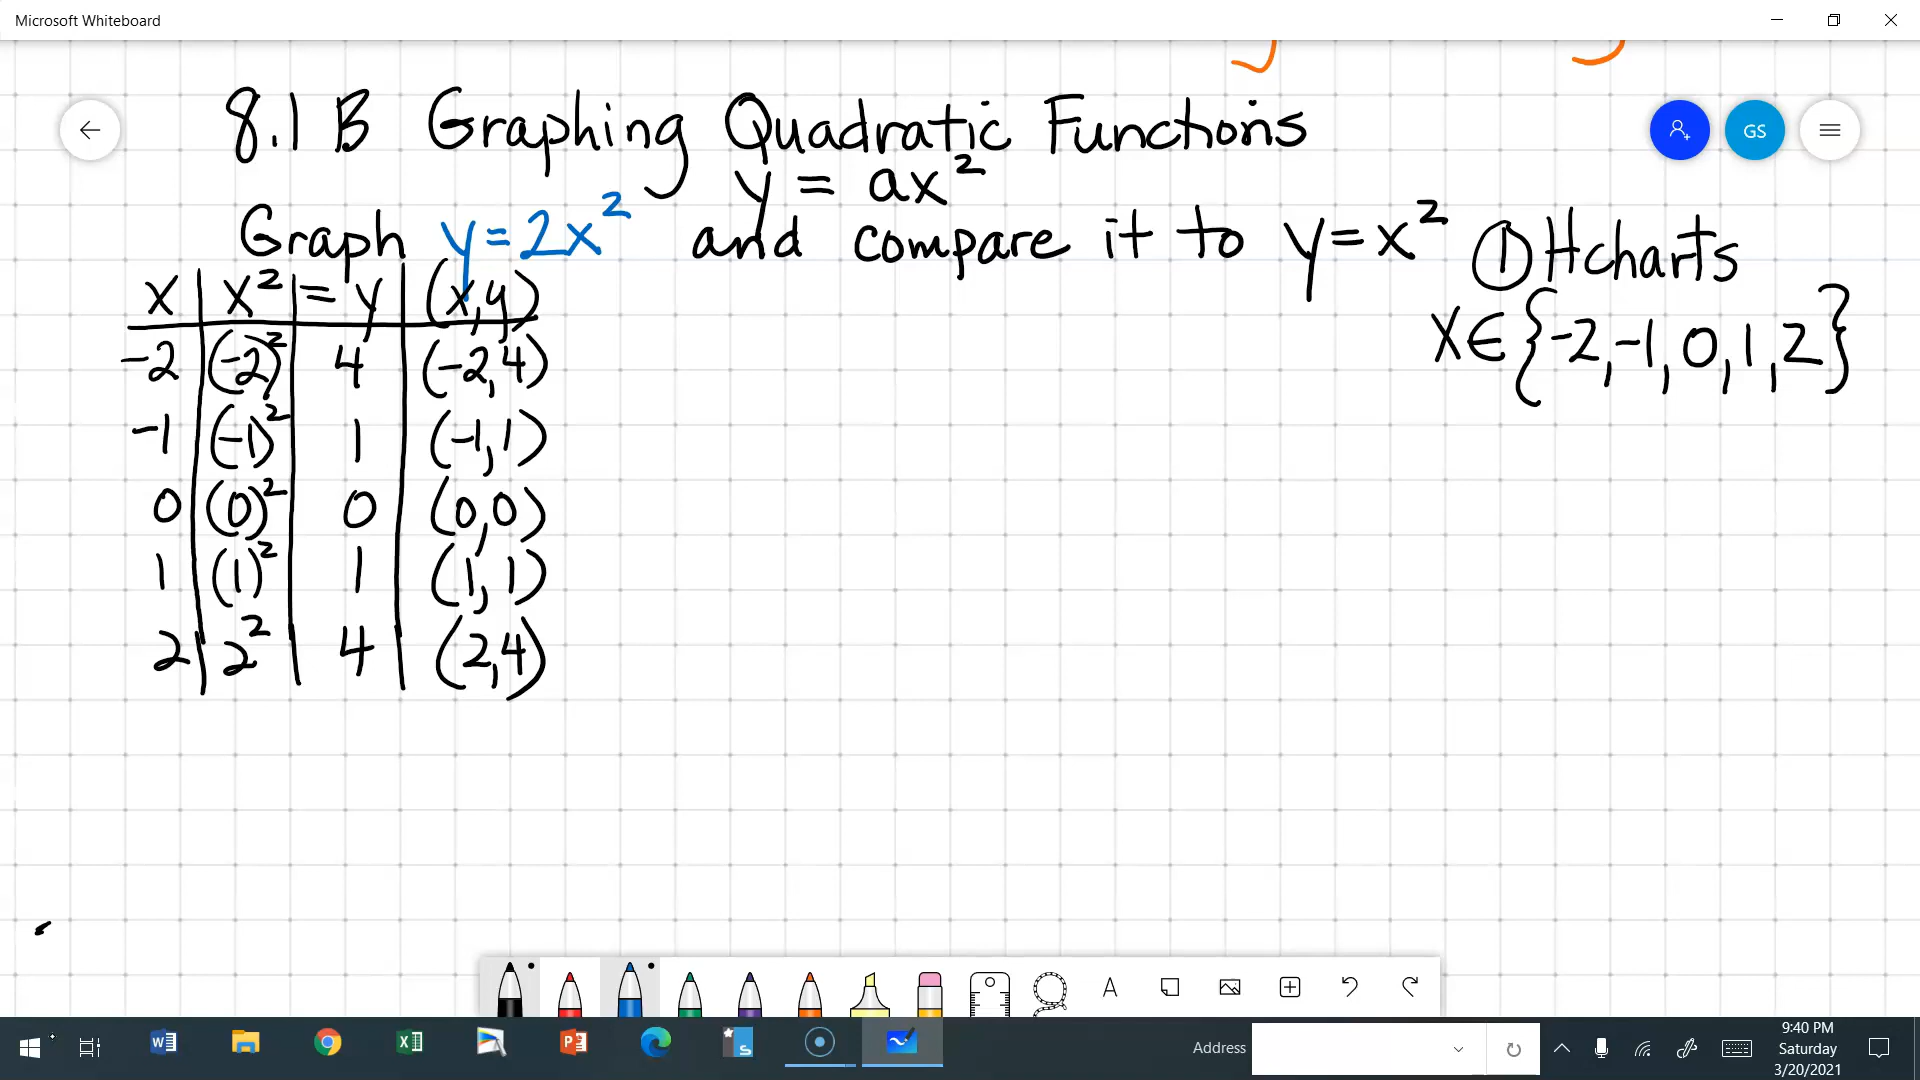 Microsoft Whiteboard
8.1 B Graphing Quadratic Functions
y = ax²
Graph y=2x² and compare it to y=x² ① Hcharts
GS
x x² = y (x,y)
x∈{-2,-1,0,1,2}
-2 (-2)² 4 (-2,4)
-1 (-1)² 1 (-1,1)
0 (0)² 0 (0,0)
1 (1)² 1 (1,1)
2 2² 4 (2,4)
A
Address
9:40 PM
Saturday
3/20/2021